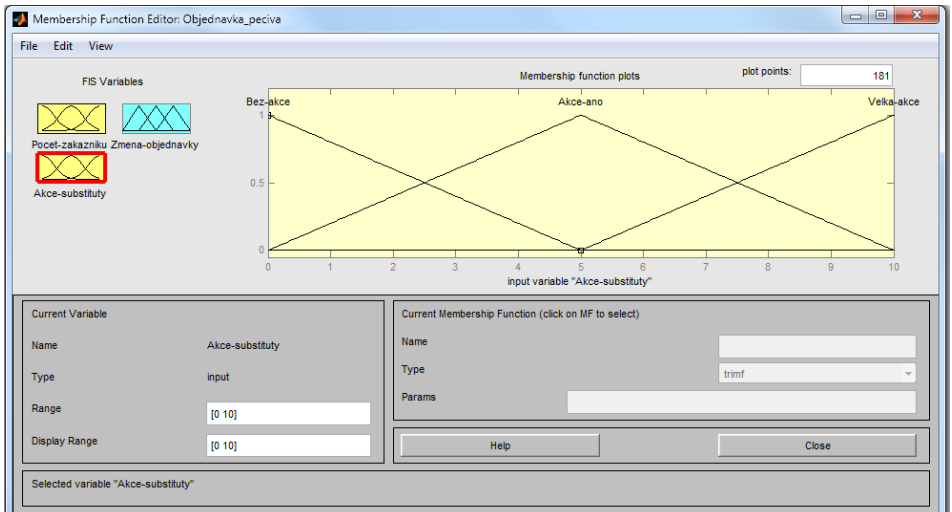 Membership Function Editor: Objednavka_peciva
File Edit View
FIS Variables
Pocet-zakazniku Zmena-objednavky
Akce-substituty
Membership function plots
plot points: 181
Bez-akce Akce-ano Velka-akce
1
0.5
0
0 1 2 3 4 5 6 7 8 9 10
input variable "Akce-substituty"
Current Variable
Name Akce-substituty
Type input
Range [0 10]
Display Range [0 10]
Current Membership Function (click on MF to select)
Name
Type trimf
Params
Help Close
Selected variable "Akce-substituty"